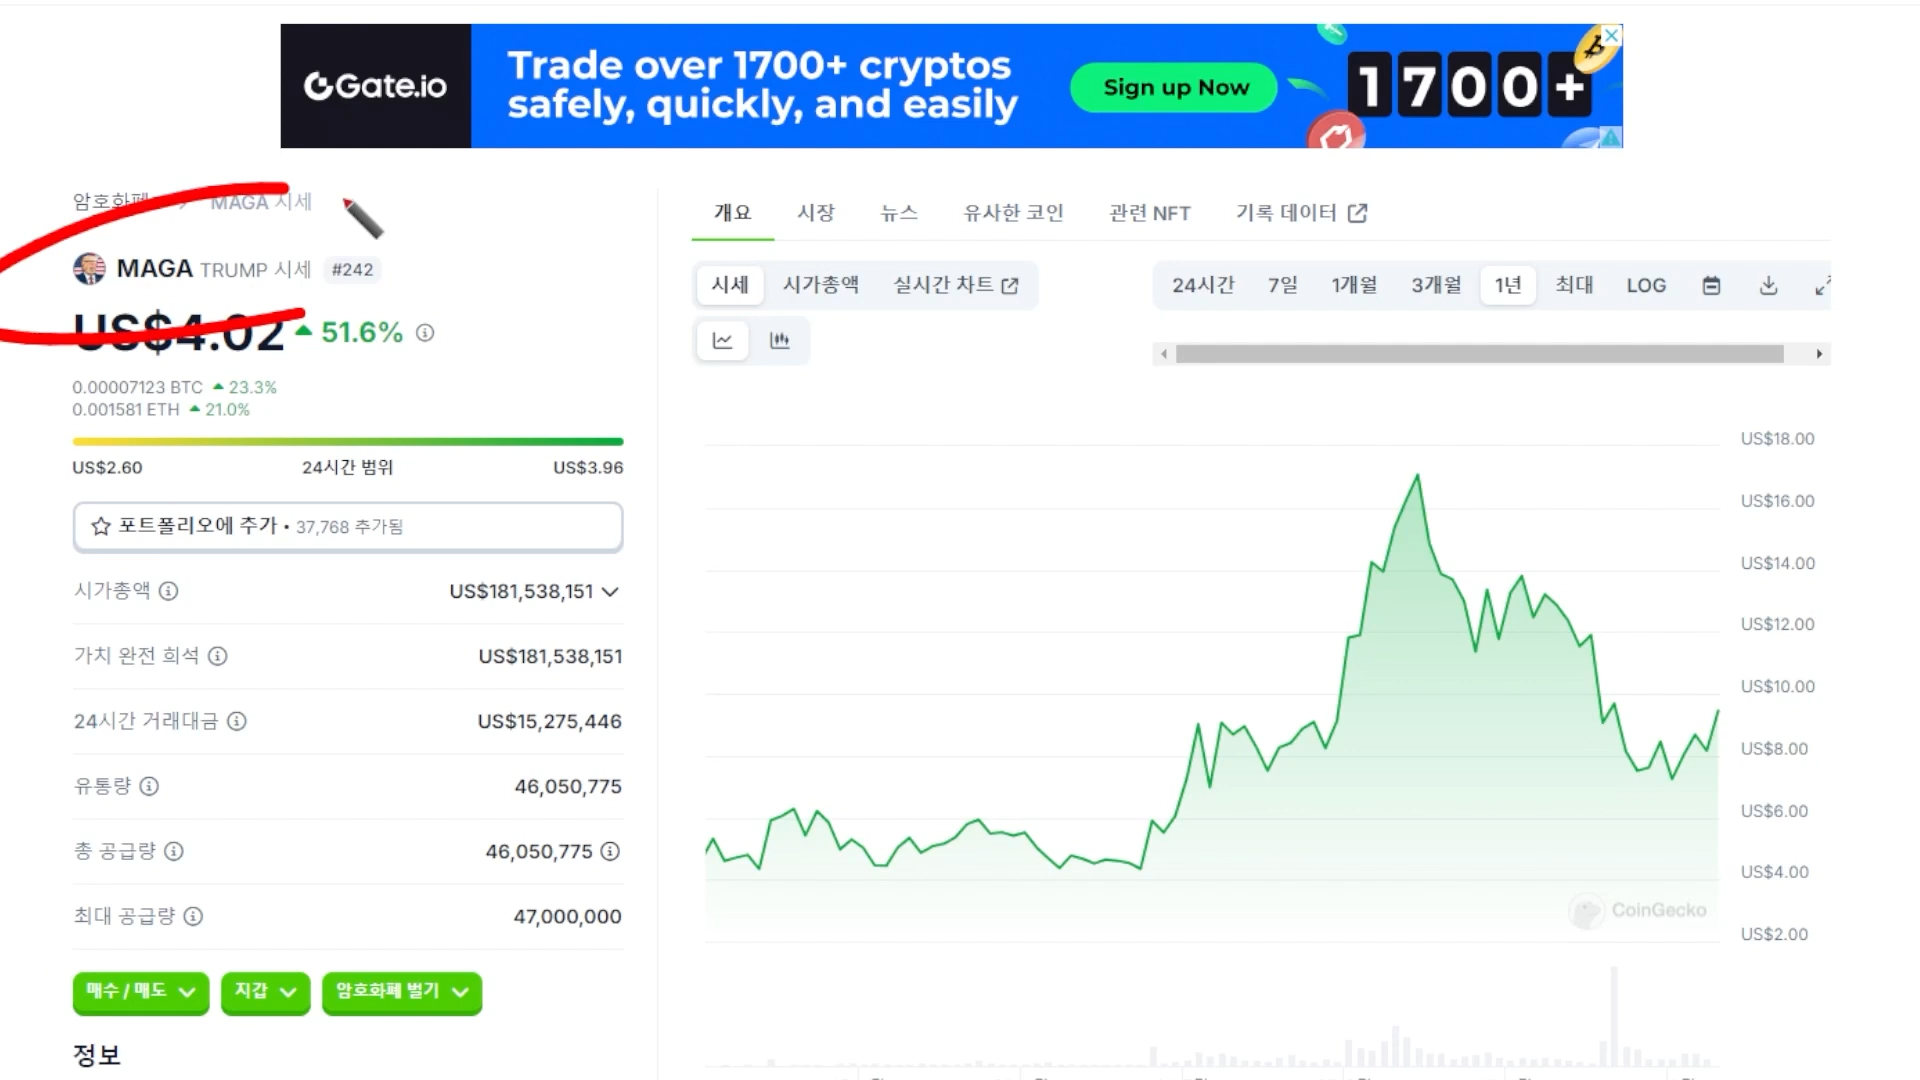 Gate.io
Trade over 1700+ cryptos
safely, quickly, and easily
Sign up Now
1700+
암호화폐 > MAGA 시세
MAGA TRUMP 시세 #242
US$4.02 51.6%
0.00007123 BTC 23.3%
0.001581 ETH 21.0%
US$2.60 24시간 범위 US$3.96
포트폴리오에 추가 • 37,768 추가됨
시가총액 US$181,538,151
가치 완전 희석 US$181,538,151
24시간 거래대금 US$15,275,446
유통량 46,050,775
총 공급량 46,050,775
최대 공급량 47,000,000
매수 / 매도 지갑 암호화폐 벌기
정보
개요 시장 뉴스 유사한 코인 관련 NFT 기록 데이터
시세 시가총액 실시간 차트
24시간 7일 1개월 3개월 1년 최대 LOG
US$18.00
US$16.00
US$14.00
US$12.00
US$10.00
US$8.00
US$6.00
US$4.00
US$2.00
CoinGecko